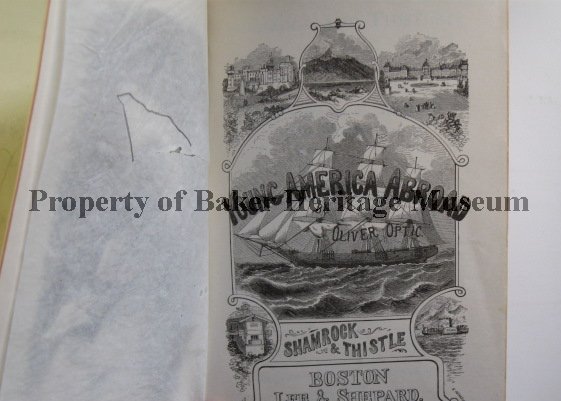 YOUNG AMERICA ABROAD
Property of Baker Heritage Museum
OLIVER OPTIC
SHAMROCK
& THISTLE
BOSTON
LEE & SHEPARD,